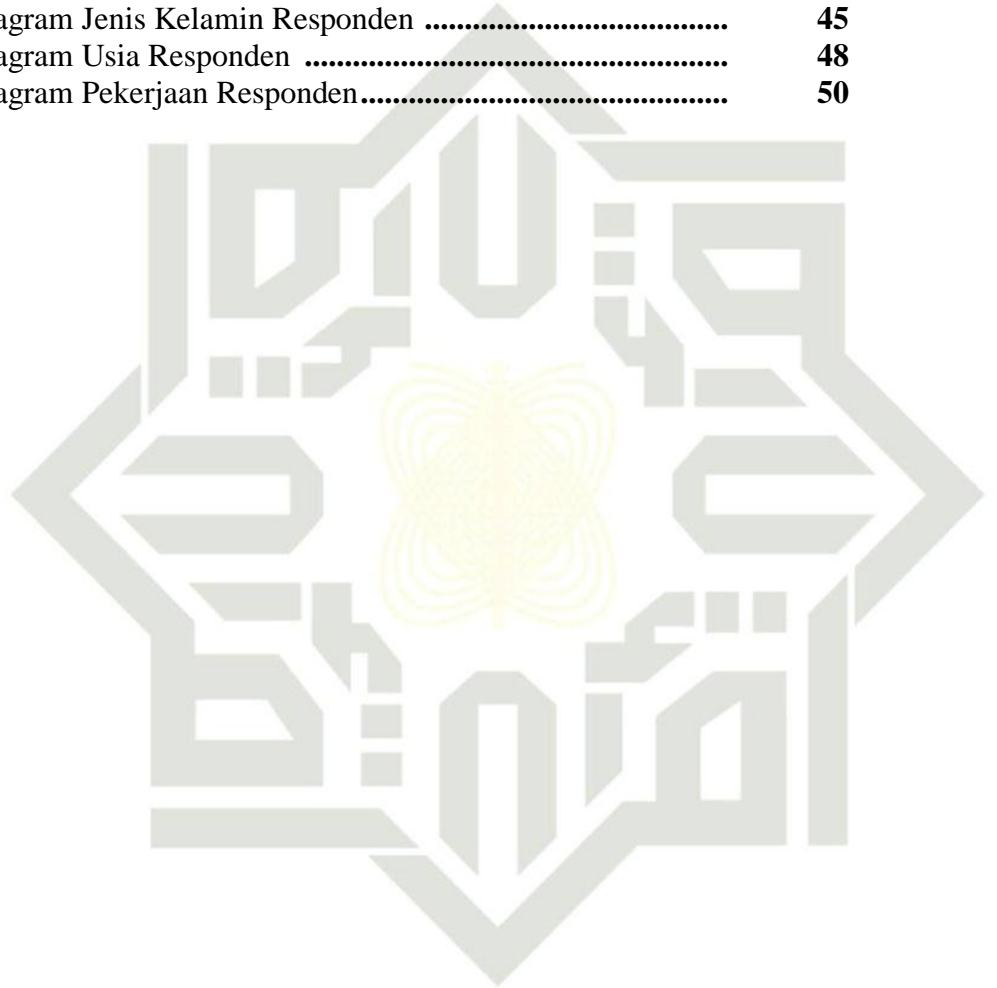 agram Jenis Kelamin Responden ...................................... 45
agram Usia Responden ..................................................... 48
agram Pekerjaan Responden.............................................. 50